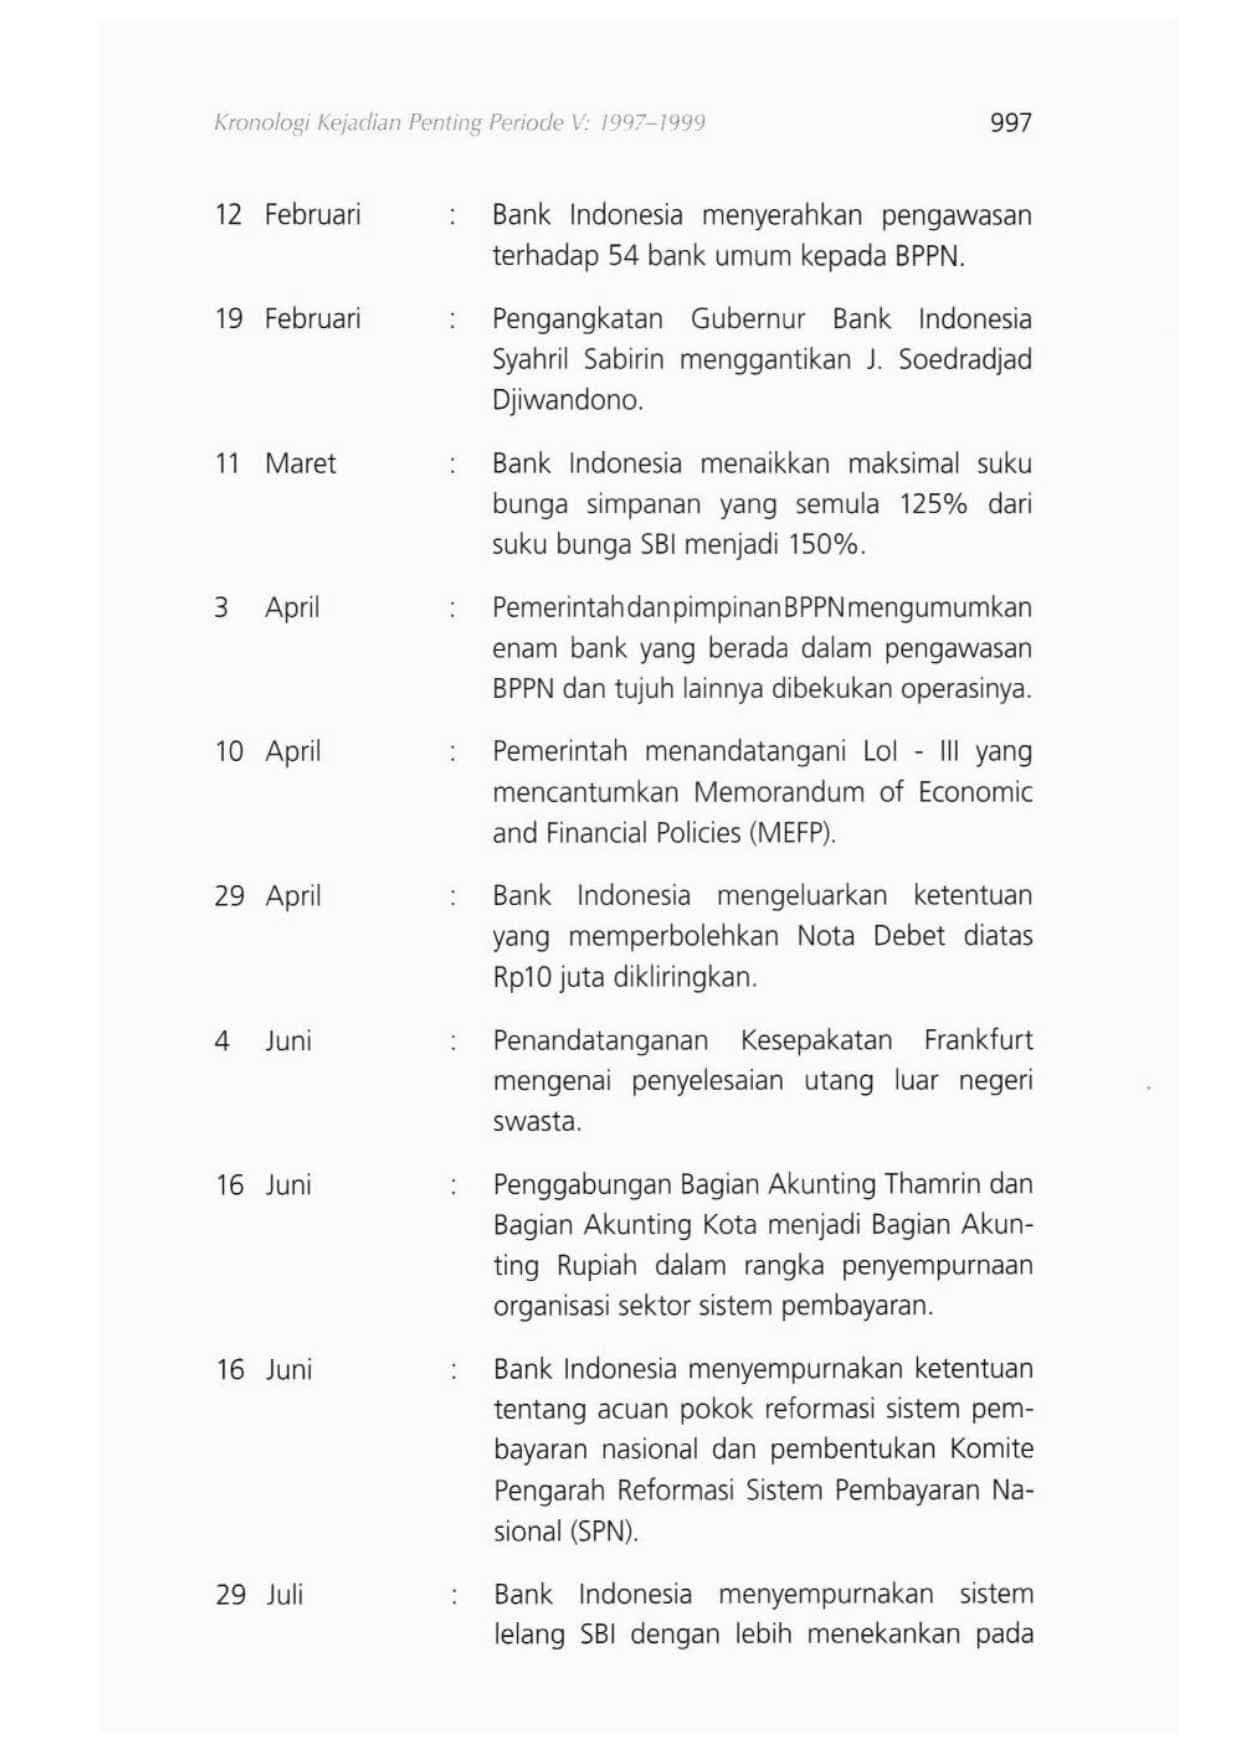 Kronologi Kejadian Penting Periode V: 1997–1999 997
12 Februari : Bank Indonesia menyerahkan pengawasan
terhadap 54 bank umum kepada BPPN.
19 Februari : Pengangkatan Gubernur Bank Indonesia
Syahril Sabirin menggantikan J. Soedradjad
Djiwandono.
11 Maret : Bank Indonesia menaikkan maksimal suku
bunga simpanan yang semula 125% dari
suku bunga SBI menjadi 150%.
3 April : Pemerintah dan pimpinan BPPN mengumumkan
enam bank yang berada dalam pengawasan
BPPN dan tujuh lainnya dibekukan operasinya.
10 April : Pemerintah menandatangani LoI - III yang
mencantumkan Memorandum of Economic
and Financial Policies (MEFP).
29 April : Bank Indonesia mengeluarkan ketentuan
yang memperbolehkan Nota Debet diatas
Rp10 juta dikliringkan.
4 Juni : Penandatanganan Kesepakatan Frankfurt
mengenai penyelesaian utang luar negeri
swasta.
16 Juni : Penggabungan Bagian Akunting Thamrin dan
Bagian Akunting Kota menjadi Bagian Akun-
ting Rupiah dalam rangka penyempurnaan
organisasi sektor sistem pembayaran.
16 Juni : Bank Indonesia menyempurnakan ketentuan
tentang acuan pokok reformasi sistem pem-
bayaran nasional dan pembentukan Komite
Pengarah Reformasi Sistem Pembayaran Na-
sional (SPN).
29 Juli : Bank Indonesia menyempurnakan sistem
lelang SBI dengan lebih menekankan pada